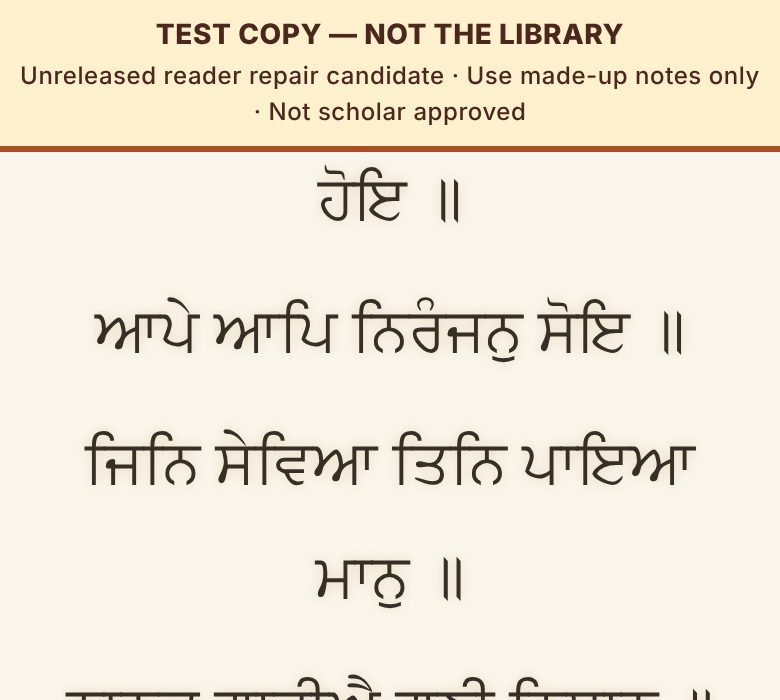 TEST COPY — NOT THE LIBRARY
Unreleased reader repair candidate · Use made-up notes only
· Not scholar approved
ਹੋਇ ॥
ਆਪੇ ਆਪਿ ਨਿਰੰਜਨੁ ਸੋਇ ॥
ਜਿਨਿ ਸੇਵਿਆ ਤਿਨਿ ਪਾਇਆ
ਮਾਨੁ ॥